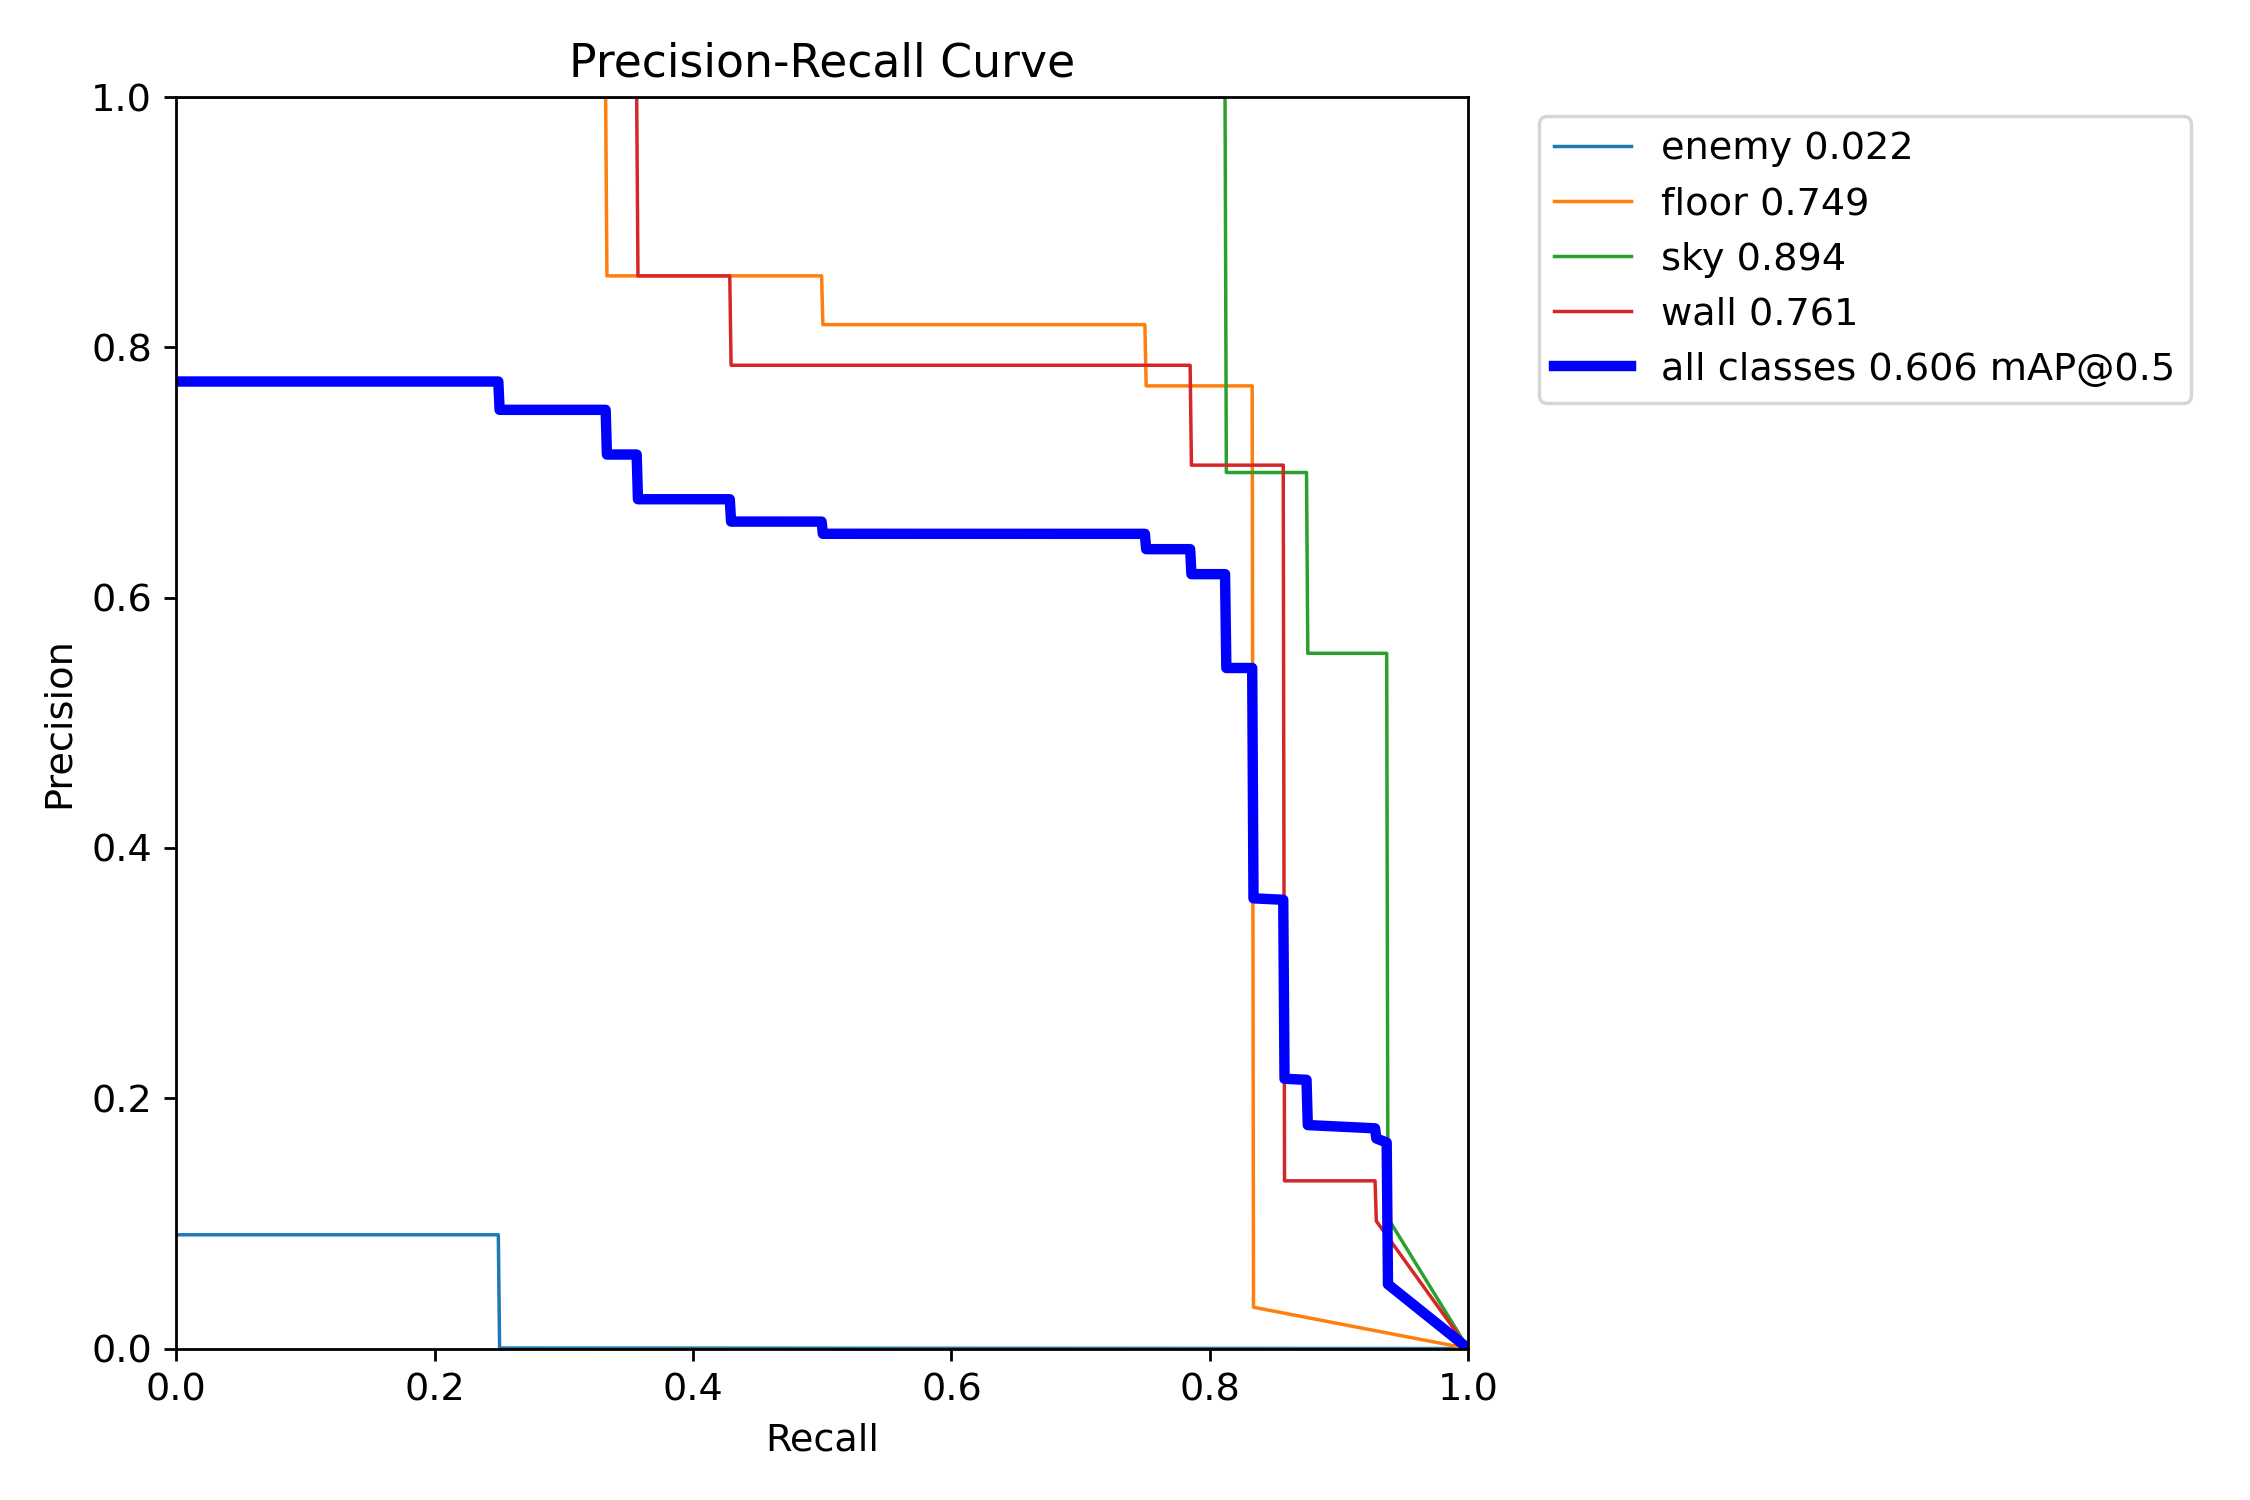 Precision-Recall Curve
1.0
0.8
0.6
0.4
0.2
0.0
Precision
0.0 0.2 0.4 0.6 0.8 1.0
Recall
enemy 0.022
floor 0.749
sky 0.894
wall 0.761
all classes 0.606 mAP@0.5